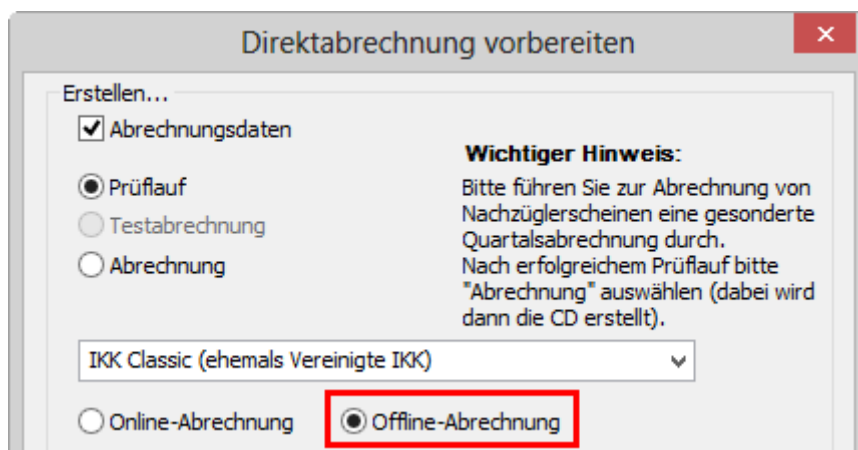 Direktabrechnung vorbereiten
Erstellen...
Abrechnungsdaten
Prüflauf
Testabrechnung
Abrechnung
Wichtiger Hinweis:
Bitte führen Sie zur Abrechnung von
Nachzüglerscheinen eine gesonderte
Quartalsabrechnung durch.
Nach erfolgreichem Prüflauf bitte
"Abrechnung" auswählen (dabei wird
dann die CD erstellt).
IKK Classic (ehemals Vereinigte IKK)
Online-Abrechnung
Offline-Abrechnung